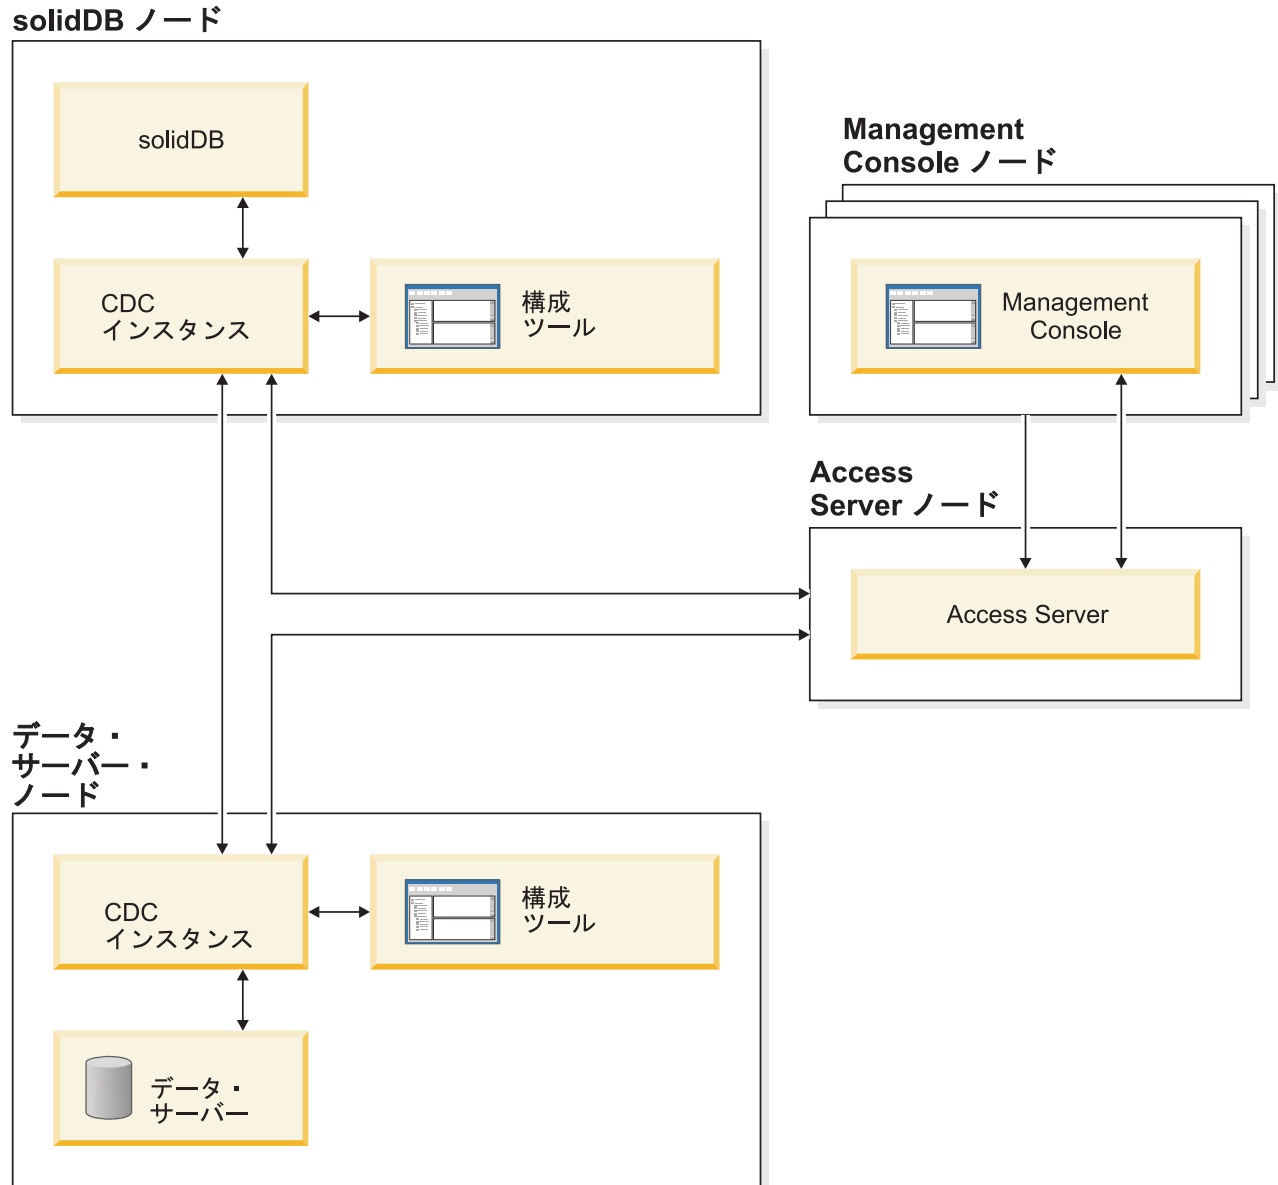 solidDB ノード
solidDB
CDC
インスタンス
構成
ツール
Management
Console ノード
Management
Console
Access
Server ノード
Access Server
データ・
サーバー・
ノード
CDC
インスタンス
構成
ツール
データ・
サーバー